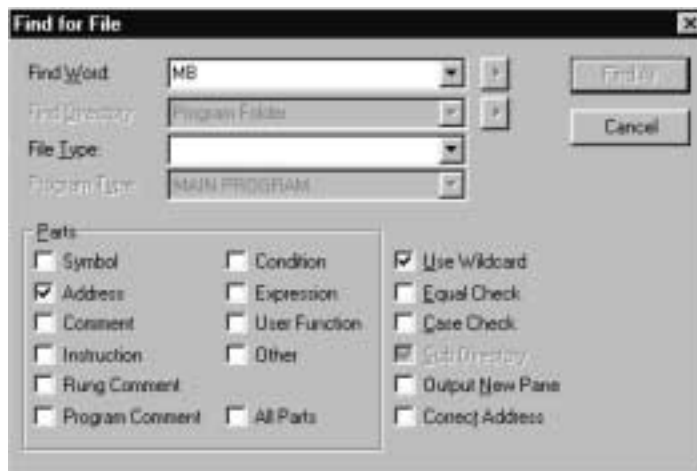 Find for File
Find Word: MB
Find Directory: Program Folder
File Type:
Program Type: MAIN PROGRAM
Cancel
Parts
Symbol
Condition
Use Wildcard
Address
Expression
Equal Check
Comment
User Function
Case Check
Instruction
Other
Sub Directory
Rung Comment
Output New Pane
Program Comment
All Parts
Correct Address